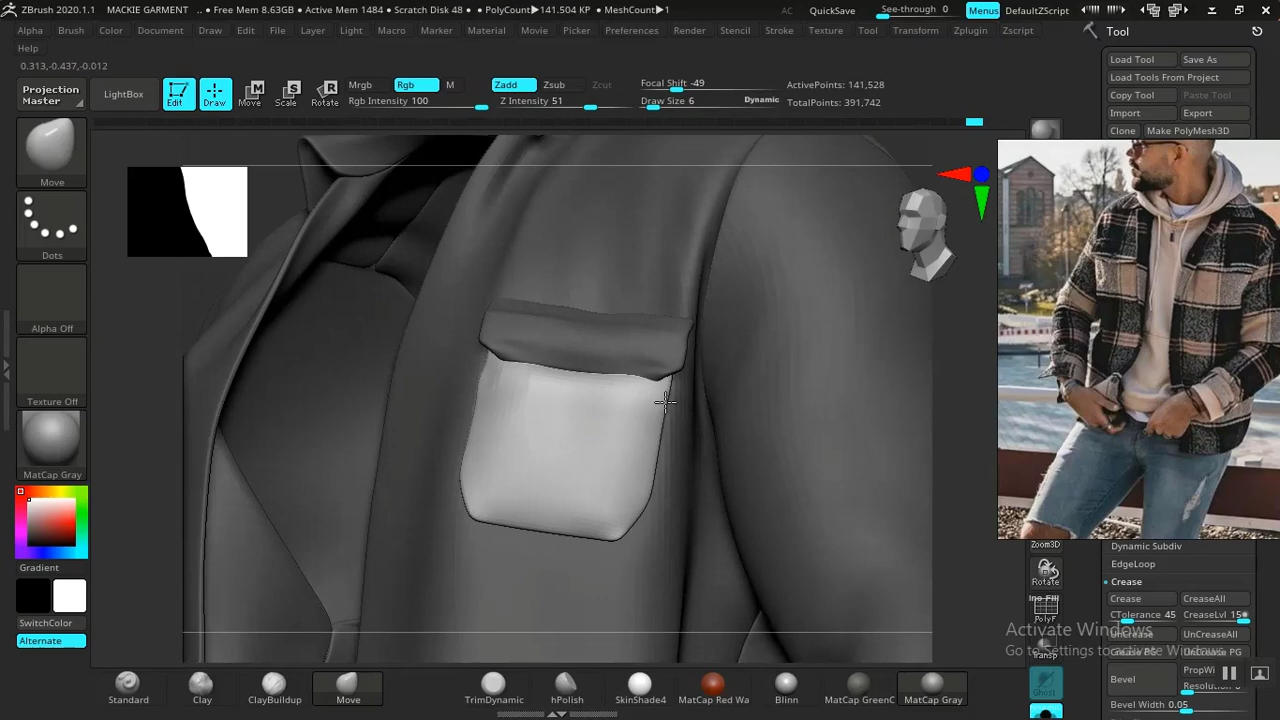 ZBrush 2020.1.1 MACKIE GARMENT .. • Free Mem 8.63GB • Active Mem 1484 • Scratch Disk 48 • PolyCount▶141.504 KP • MeshCount▶1 AC QuickSave See-through 0 Menus DefaultZScript
Alpha Brush Color Document Draw Edit File Layer Light Macro Marker Material Movie Picker Preferences Render Stencil Stroke Texture Tool Transform Zplugin Zscript
Help
Tool
0.313,-0.437,-0.012
Load Tool Save As
Load Tools From Project
Copy Tool Paste Tool
Import Export
Clone Make PolyMesh3D
Projection Master
LightBox
Edit Draw Move Scale Rotate
Mrgb Rgb M
Rgb Intensity 100
Zadd Zsub Zcut
Z Intensity 51
Focal Shift -49
Draw Size 6 Dynamic
ActivePoints: 141,528
TotalPoints: 391,742
Move
Dots
Alpha Off
Texture Off
MatCap Gray
Gradient
SwitchColor
Alternate
Zoom3D
Rotate
PolyF
Transp
Ghost
Dynamic Subdiv
EdgeLoop
Crease
Crease CreaseAll
CTolerance 45 CreaseLvl 15
Uncrease UnCreaseAll
Crease PG UnCrease PG
Bevel
Bevel Width 0.05
Activate Windows
Go to Settings to activate Windows.
Standard Clay ClayBuildup Move TrimDynamic hPolish SkinShade4 MatCap Red Wa Blinn MatCap GreenC MatCap Gray